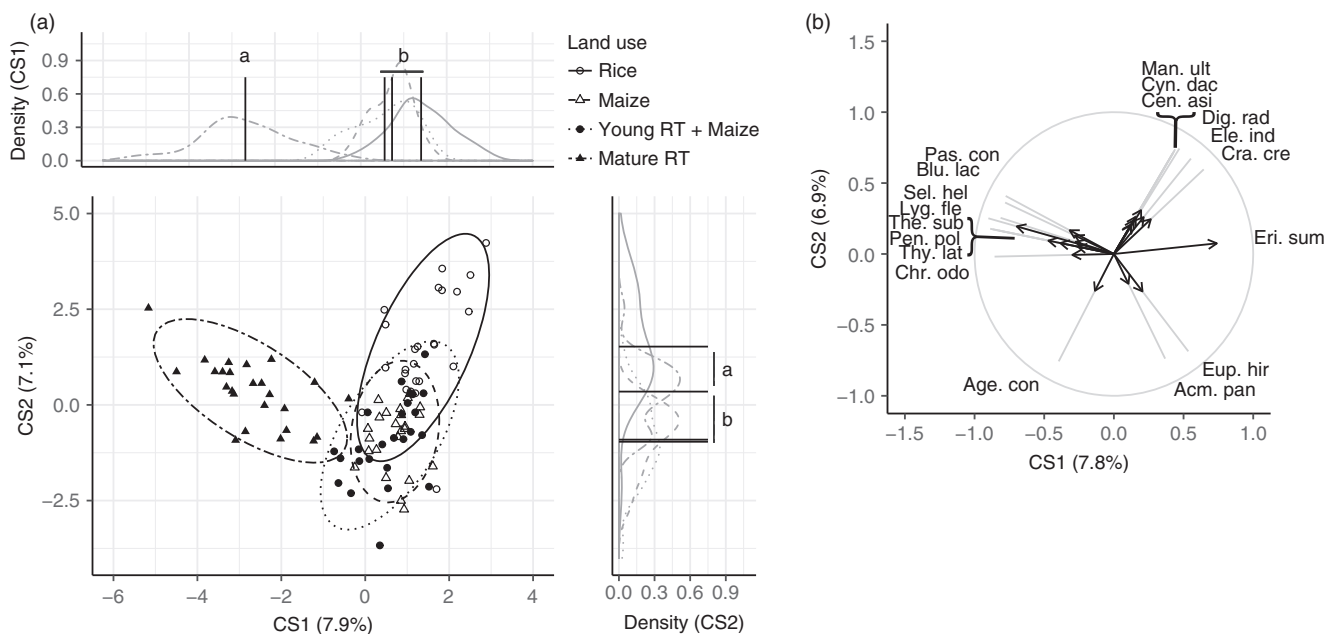 (a)
Density (CS1)
0.9
0.6
0.3
0.0
a
b
Land use
Rice
Maize
Young RT + Maize
Mature RT
CS2 (7.1%)
5.0
2.5
0.0
−2.5
−6
−4
−2
0
2
4
CS1 (7.9%)
a
b
0.0 0.3 0.6 0.9
Density (CS2)
(b)
CS2 (6.9%)
1.5
1.0
0.5
0.0
−0.5
−1.0
−1.5
−1.0
−0.5
0.0
0.5
1.0
CS1 (7.8%)
Man. ult
Cyn. dac
Cen. asi
Dig. rad
Ele. ind
Cra. cre
Pas. con
Blu. lac
Sel. hel
Lyg. fle
The. sub
Pen. pol
Thy. lat
Chr. odo
Eri. sum
Age. con
Eup. hir
Acm. pan